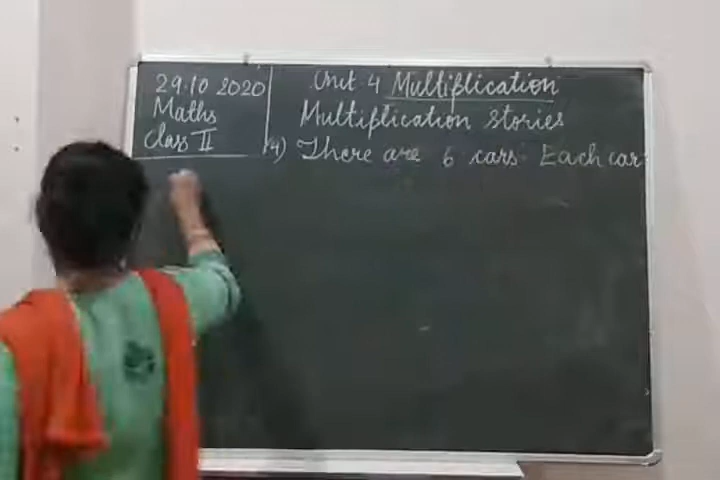 29.10 2020
Maths
Class II
Unit 4 Multiplication
Multiplication stories
4) There are 6 cars. Each car